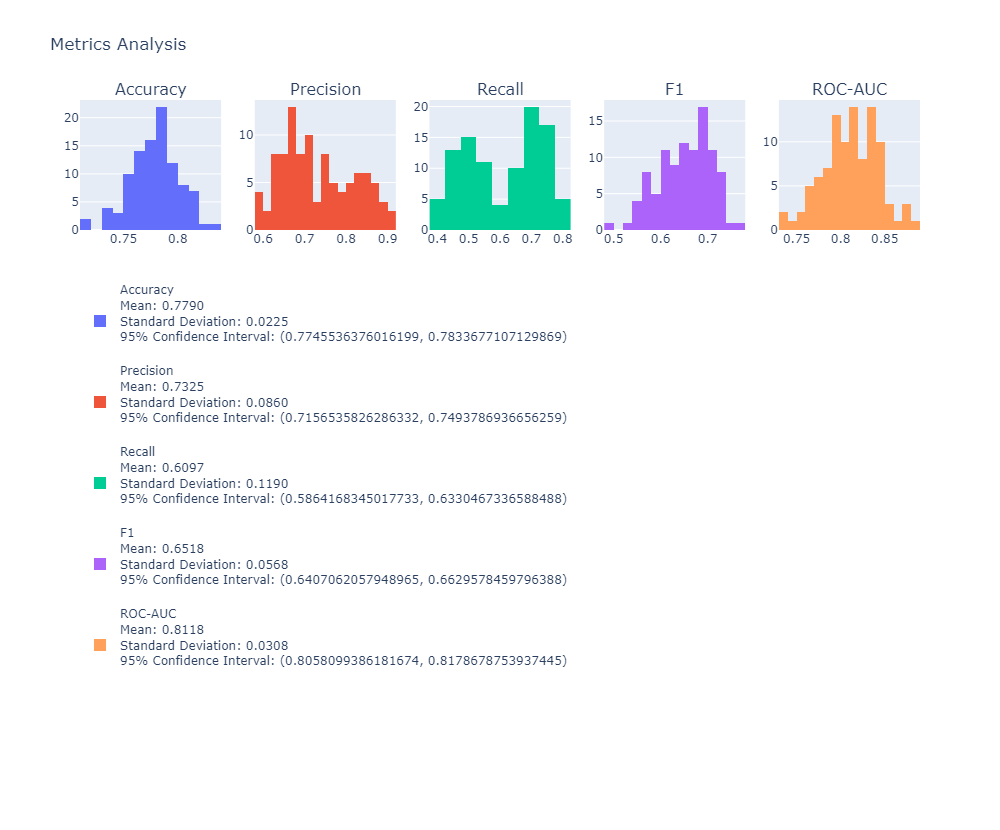 Metrics Analysis
Accuracy Precision Recall F1 ROC-AUC
20
15
10
5
0
0.75 0.8
10
5
0
0.6 0.7 0.8 0.9
20
15
10
5
0
0.4 0.5 0.6 0.7 0.8
15
10
5
0
0.5 0.6 0.7
10
5
0
0.75 0.8 0.85
Accuracy
Mean: 0.7790
Standard Deviation: 0.0225
95% Confidence Interval: (0.7745536376016199, 0.7833677107129869)
Precision
Mean: 0.7325
Standard Deviation: 0.0860
95% Confidence Interval: (0.7156535826286332, 0.7493786936656259)
Recall
Mean: 0.6097
Standard Deviation: 0.1190
95% Confidence Interval: (0.5864168345017733, 0.6330467336588488)
F1
Mean: 0.6518
Standard Deviation: 0.0568
95% Confidence Interval: (0.6407062057948965, 0.6629578459796388)
ROC-AUC
Mean: 0.8118
Standard Deviation: 0.0308
95% Confidence Interval: (0.8058099386181674, 0.8178678753937445)